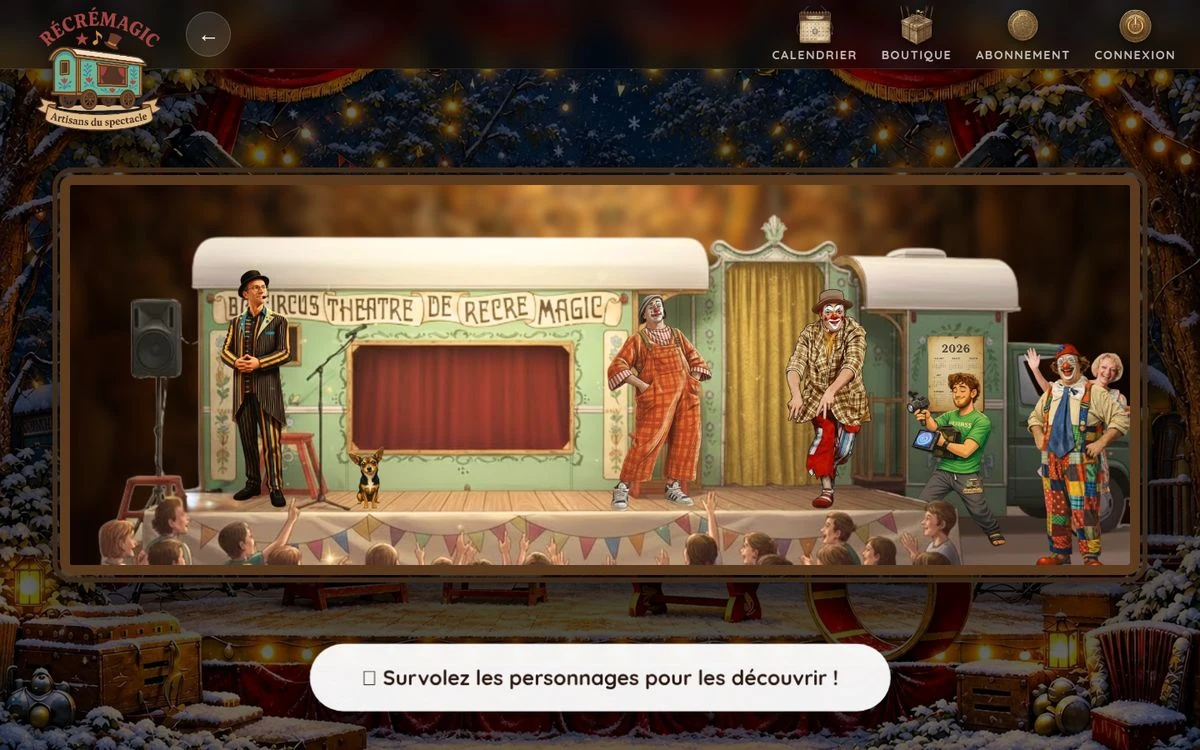 RÉCRÉMAGIC
Artisans du spectacle
←
CALENDRIER
BOUTIQUE
ABONNEMENT
CONNEXION
THEATRE DE RECRE MAGIC
2026
Survolez les personnages pour les découvrir !